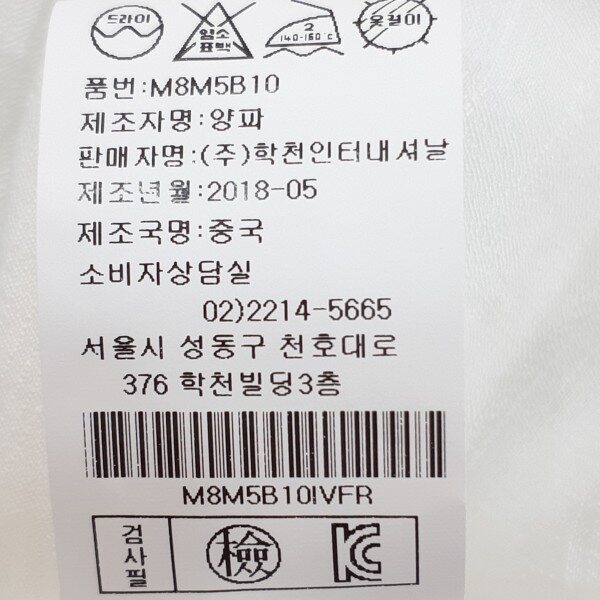 드라이 염소 표백 2 140-160℃ 옷걸이
품번:M8M5B10
제조자명:양파
판매자명:(주)학천인터내셔날
제조년월:2018-05
제조국명:중국
소비자상담실
02)2214-5665
서울시 성동구 천호대로
376 학천빌딩3층
M8M5B10IVFR
검사필 檢 KC